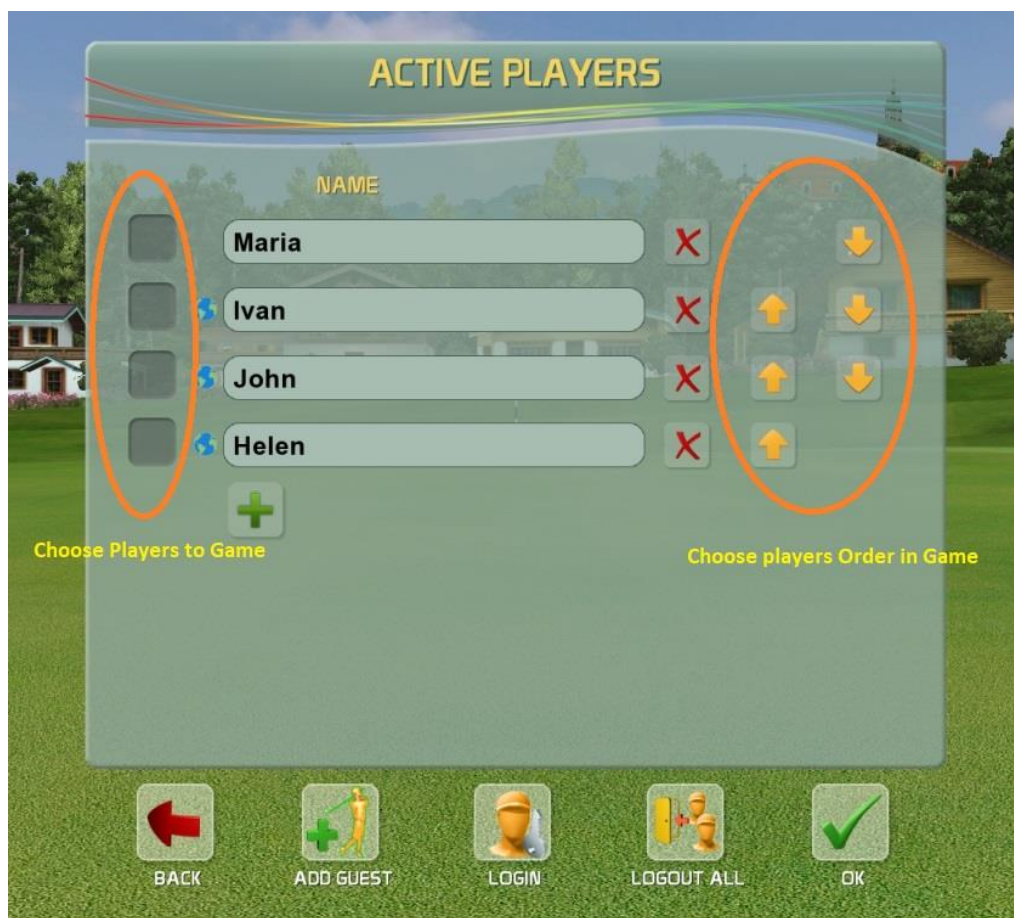 ACTIVE PLAYERS
NAME
Maria
Ivan
John
Helen
Choose Players to Game
Choose players Order in Game
BACK
ADD GUEST
LOGIN
LOGOUT ALL
OK